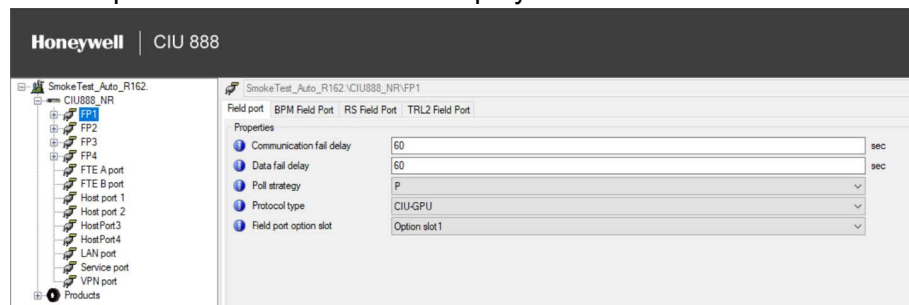 Honeywell | CIU 888
SmokeTest_Auto_R162.
CIU888_NR
FP1
FP2
FP3
FP4
FTE A port
FTE B port
Host port 1
Host port 2
HostPort3
HostPort4
LAN port
Service port
VPN port
Products
SmokeTest_Auto_R162.\CIU888_NR\FP1
Field port BPM Field Port RS Field Port TRL2 Field Port
Properties
Communication fail delay 60 sec
Data fail delay 60 sec
Poll strategy P
Protocol type CIU-GPU
Field port option slot Option slot1